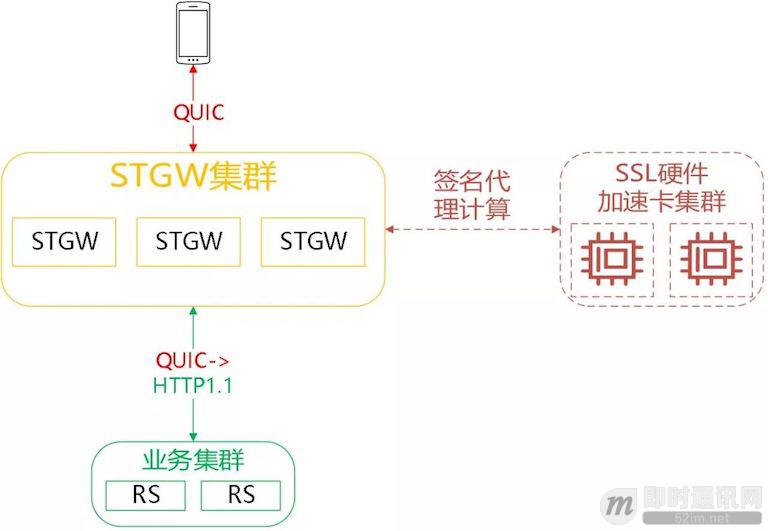 QUIC
STGW集群
STGW
STGW
STGW
签名代
理计算
SSL硬件
加速卡集群
QUIC->
HTTP1.1
业务集群
RS
RS
m
即时通讯网
52im.net